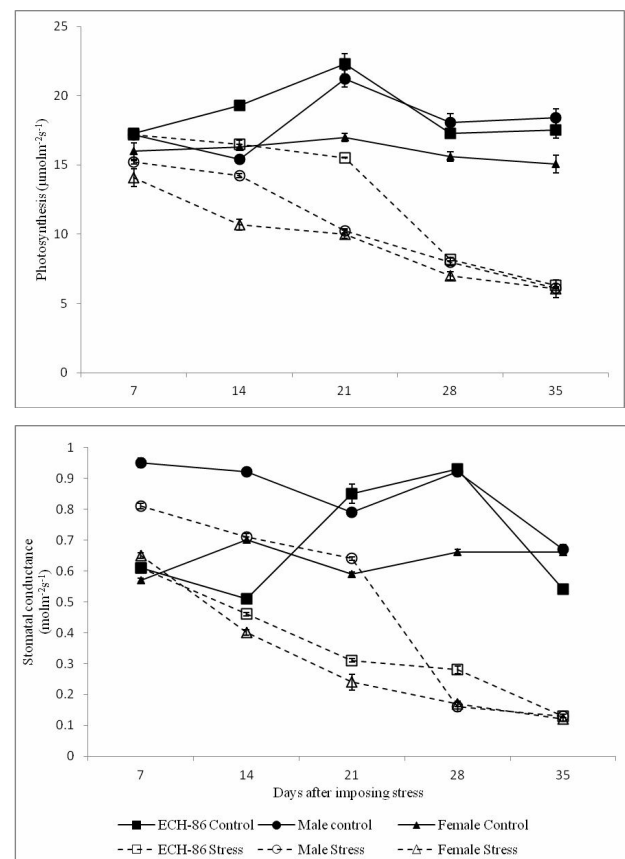 25
20
15
10
5
0
Photosynthesis (µmolm⁻²s⁻¹)
7 14 21 28 35
1
0.9
0.8
0.7
0.6
0.5
0.4
0.3
0.2
0.1
0
Stomatal conductance
(molm⁻²s⁻¹)
7 14 21 28 35
Days after imposing stress
ECH-86 Control Male control Female Control
ECH-86 Stress Male Stress Female Stress